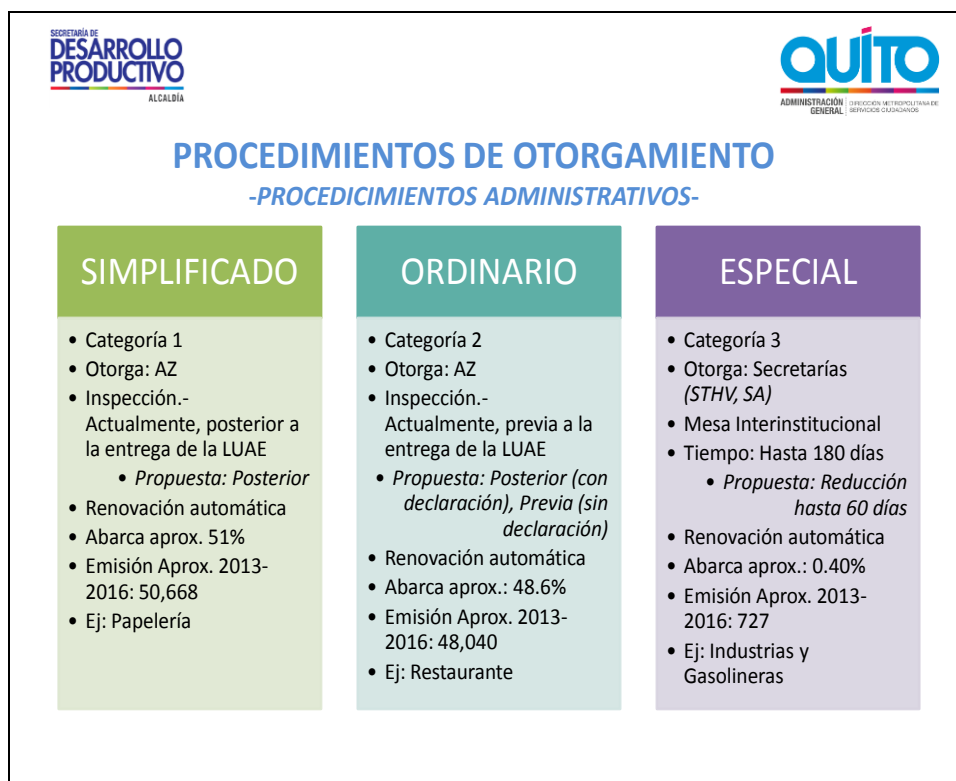 SECRETARÍA DE
DESARROLLO
PRODUCTIVO
ALCALDÍA
QUITO
ADMINISTRACIÓN
GENERAL
DIRECCIÓN METROPOLITANA DE
SERVICIOS CIUDADANOS
PROCEDIMIENTOS DE OTORGAMIENTO
-PROCEDICIMIENTOS ADMINISTRATIVOS-
SIMPLIFICADO
• Categoría 1
• Otorga: AZ
• Inspección.-
Actualmente, posterior a
la entrega de la LUAE
• Propuesta: Posterior
• Renovación automática
• Abarca aprox. 51%
• Emisión Aprox. 2013-
2016: 50,668
• Ej: Papelería
ORDINARIO
• Categoría 2
• Otorga: AZ
• Inspección.-
Actualmente, previa a la
entrega de la LUAE
• Propuesta: Posterior (con
declaración), Previa (sin
declaración)
• Renovación automática
• Abarca aprox.: 48.6%
• Emisión Aprox. 2013-
2016: 48,040
• Ej: Restaurante
ESPECIAL
• Categoría 3
• Otorga: Secretarías
(STHV, SA)
• Mesa Interinstitucional
• Tiempo: Hasta 180 días
• Propuesta: Reducción
hasta 60 días
• Renovación automática
• Abarca aprox.: 0.40%
• Emisión Aprox. 2013-
2016: 727
• Ej: Industrias y
Gasolineras